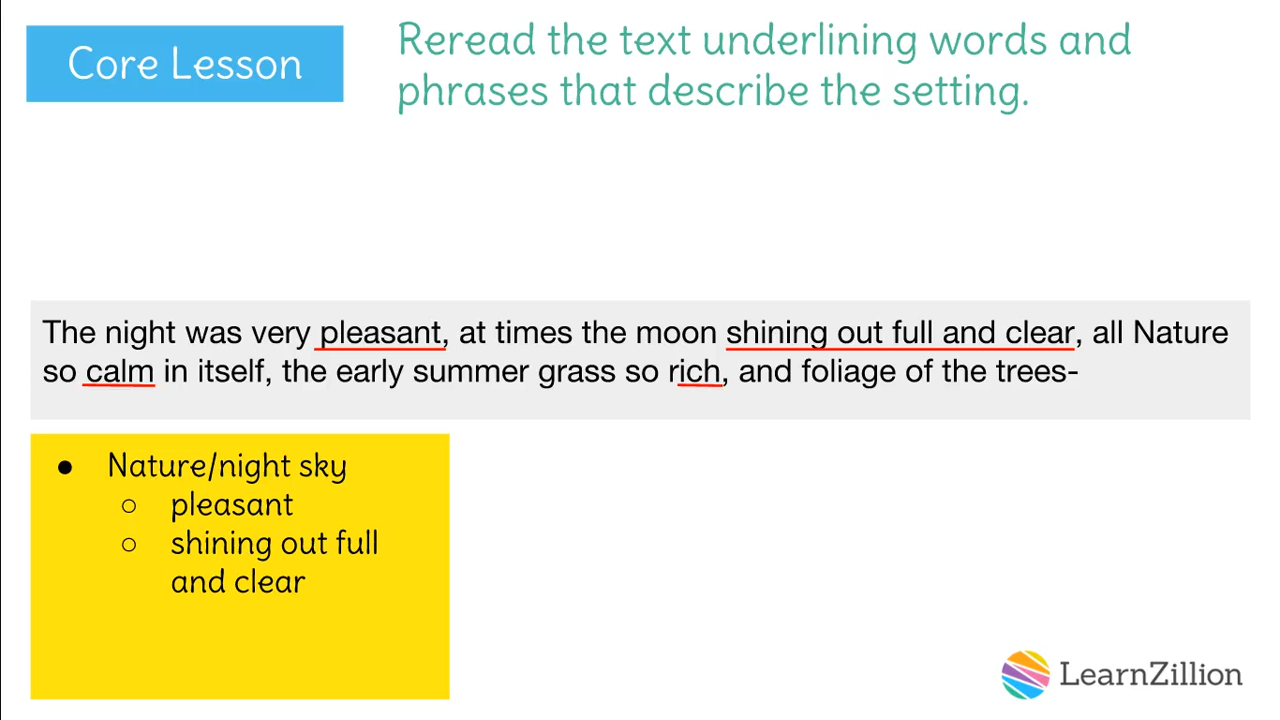 Core Lesson
Reread the text underlining words and
phrases that describe the setting.
The night was very pleasant, at times the moon shining out full and clear, all Nature
so calm in itself, the early summer grass so rich, and foliage of the trees-
● Nature/night sky
○ pleasant
○ shining out full
and clear
LearnZillion